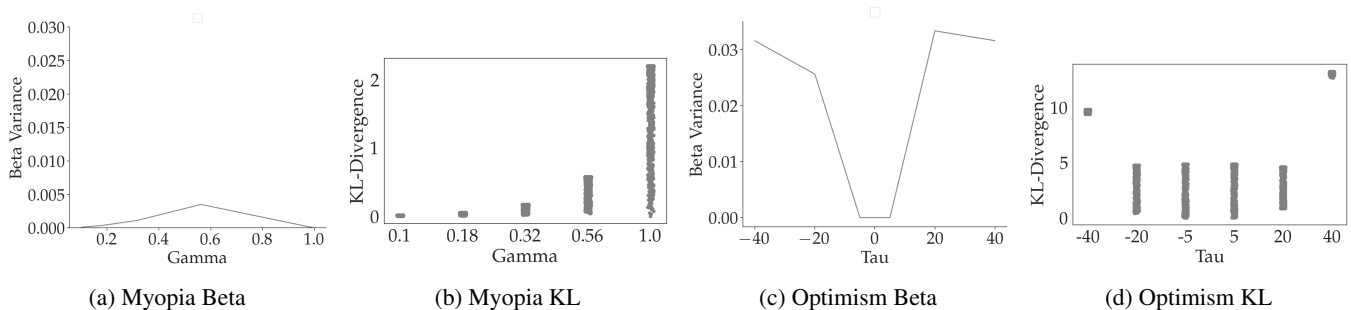 0.030
0.025
0.020
0.015
0.010
0.005
0.000
Beta Variance
0.2 0.4 0.6 0.8 1.0
Gamma
(a) Myopia Beta
2
1
0
KL-Divergence
0.1 0.18 0.32 0.56 1.0
Gamma
(b) Myopia KL
0.03
0.02
0.01
0.00
Beta Variance
−40 −20 0 20 40
Tau
(c) Optimism Beta
10
5
0
KL-Divergence
-40 -20 -5 5 20 40
Tau
(d) Optimism KL